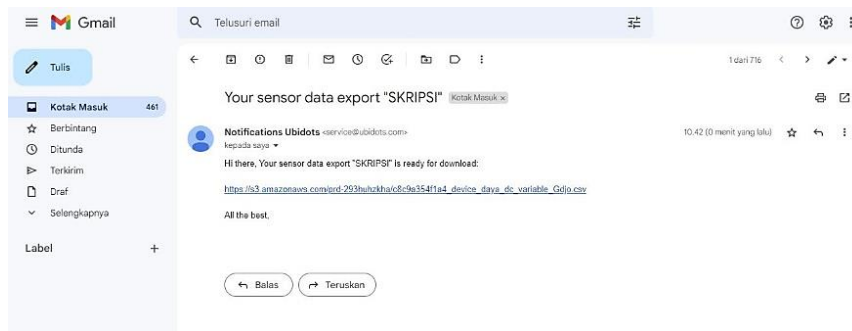 Gmail
Telusuri email
Tulis
1 dari 716
Kotak Masuk 461
Berbintang
Ditunda
Terkirim
Draf
Selengkapnya
Label +
Your sensor data export "SKRIPSI" Kotak Masuk x
Notifications Ubidots <service@ubidots.com>
10.42 (0 menit yang lalu)
kepada saya
Hi there, Your sensor data export "SKRIPSI" is ready for download:
https://s3.amazonaws.com/prd-293huhzkha/c8c9a354f1a4_device_daya_dc_variable_Gdjo.csv
All the best,
Balas
Teruskan